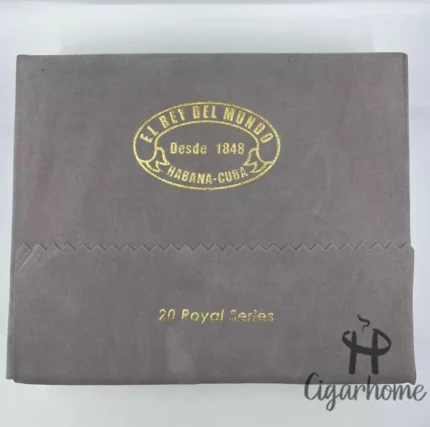 EL REY DEL MUNDO
Desde 1848
HABANA-CUBA
20 Royal Series
Cigarhome